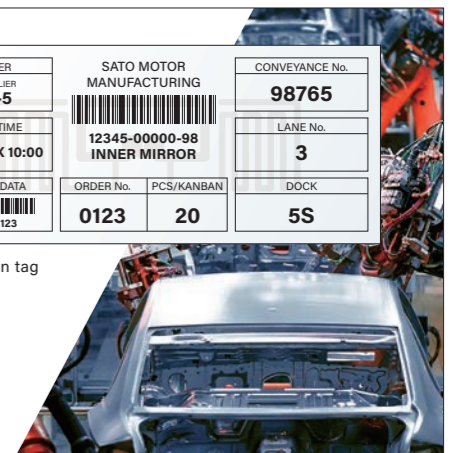 ER
SATO MOTOR
MANUFACTURING
CONVEYANCE No.
LIER
-5
98765
TIME
12345-00000-98
INNER MIRROR
LANE No.
X 10:00
3
DATA
ORDER No.
PCS/KANBAN
DOCK
123
0123
20
5S
n tag